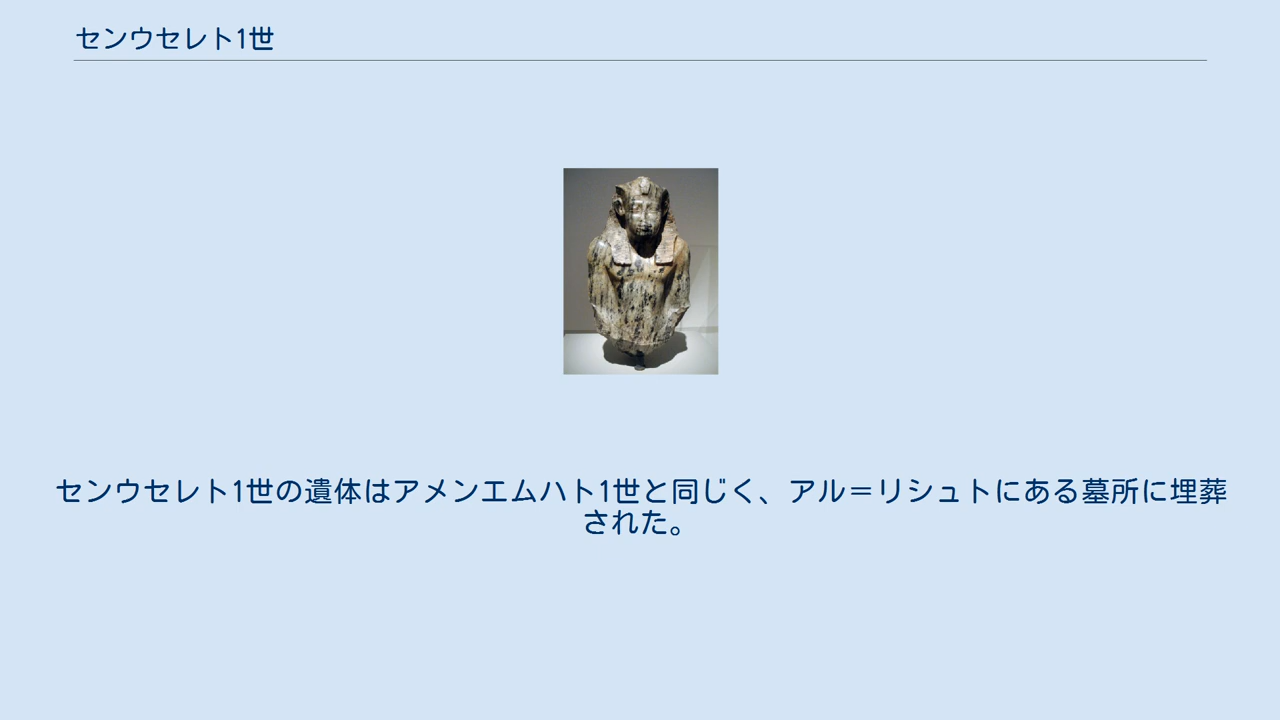 センウセレト1世
センウセレト1世の遺体はアメンエムハト1世と同じく、アル＝リシュトにある墓所に埋葬
された。